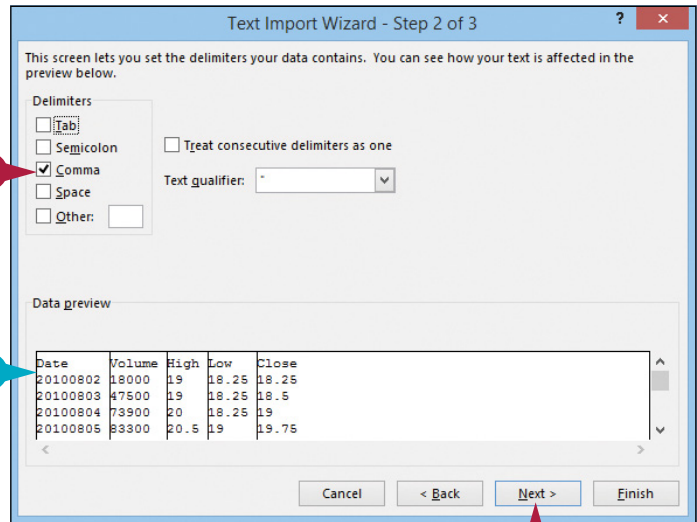 Text Import Wizard - Step 2 of 3
?
This screen lets you set the delimiters your data contains. You can see how your text is affected in the
preview below.
Delimiters
Tab
Semicolon
Comma
Space
Other:
Treat consecutive delimiters as one
Text qualifier: "
Data preview
Date Volume High Low Close
20100802 18000 19 18.25 18.25
20100803 47500 19 18.25 18.5
20100804 73900 20 18.25 19
20100805 83300 20.5 19 19.75
Cancel < Back Next > Finish